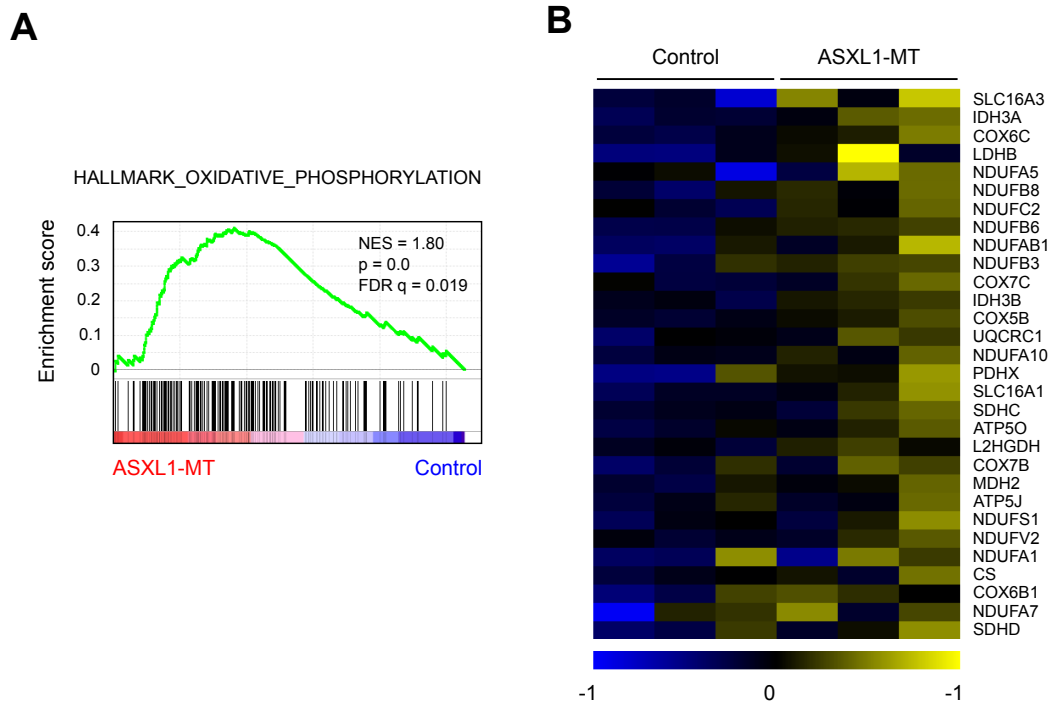 A
HALLMARK_OXIDATIVE_PHOSPHORYLATION
Enrichment score
0.4
0.3
0.2
0.1
0
NES = 1.80
p = 0.0
FDR q = 0.019
ASXL1-MT
Control
B
Control
ASXL1-MT
SLC16A3
IDH3A
COX6C
LDHB
NDUFA5
NDUFB8
NDUFC2
NDUFB6
NDUFAB1
NDUFB3
COX7C
IDH3B
COX5B
UQCRC1
NDUFA10
PDHX
SLC16A1
SDHC
ATP5O
L2HGDH
COX7B
MDH2
ATP5J
NDUFS1
NDUFV2
NDUFA1
CS
COX6B1
NDUFA7
SDHD
-1
0
-1